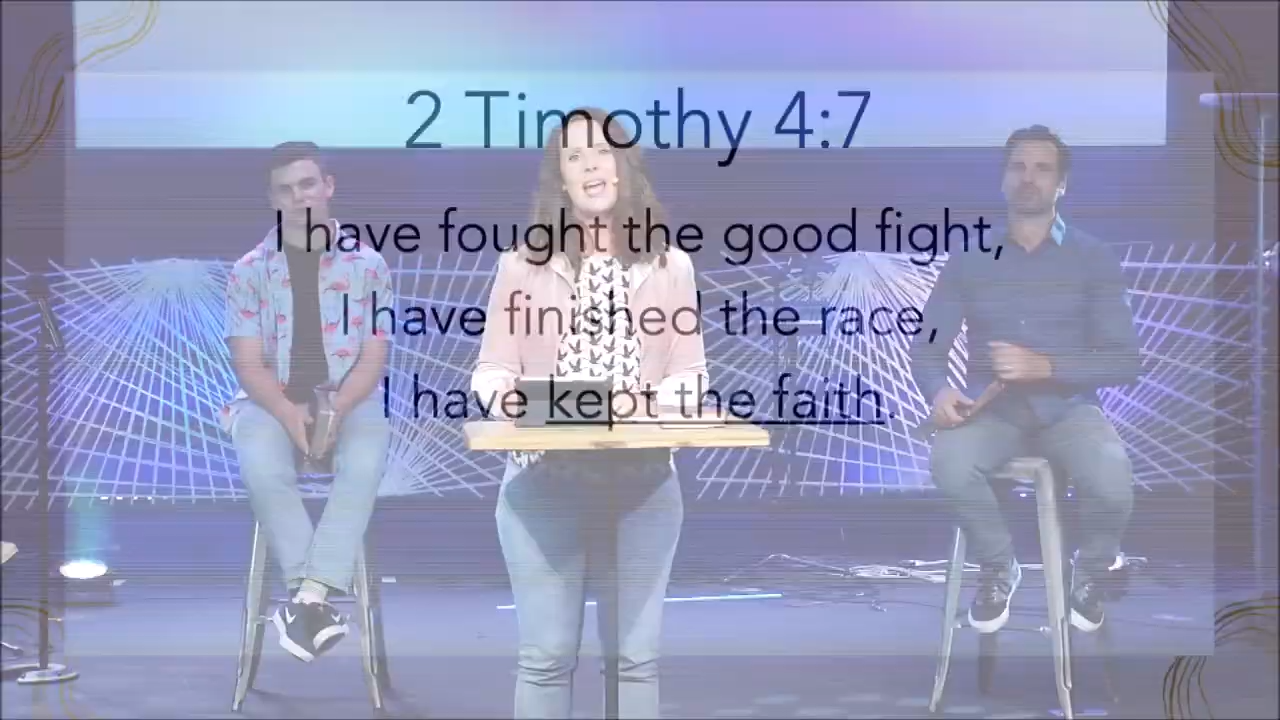 2 Timothy 4:7
I have fought the good fight,
I have finished the race,
I have kept the faith.